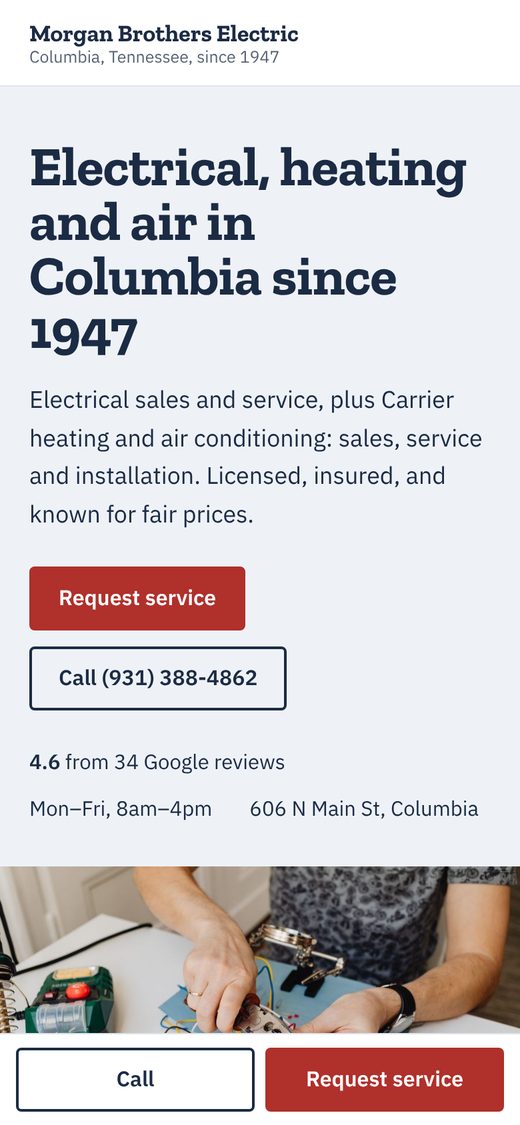 Morgan Brothers Electric
Columbia, Tennessee, since 1947
Electrical, heating
and air in
Columbia since
1947
Electrical sales and service, plus Carrier
heating and air conditioning: sales, service
and installation. Licensed, insured, and
known for fair prices.
Request service
Call (931) 388-4862
4.6 from 34 Google reviews
Mon–Fri, 8am–4pm
606 N Main St, Columbia
Call
Request service